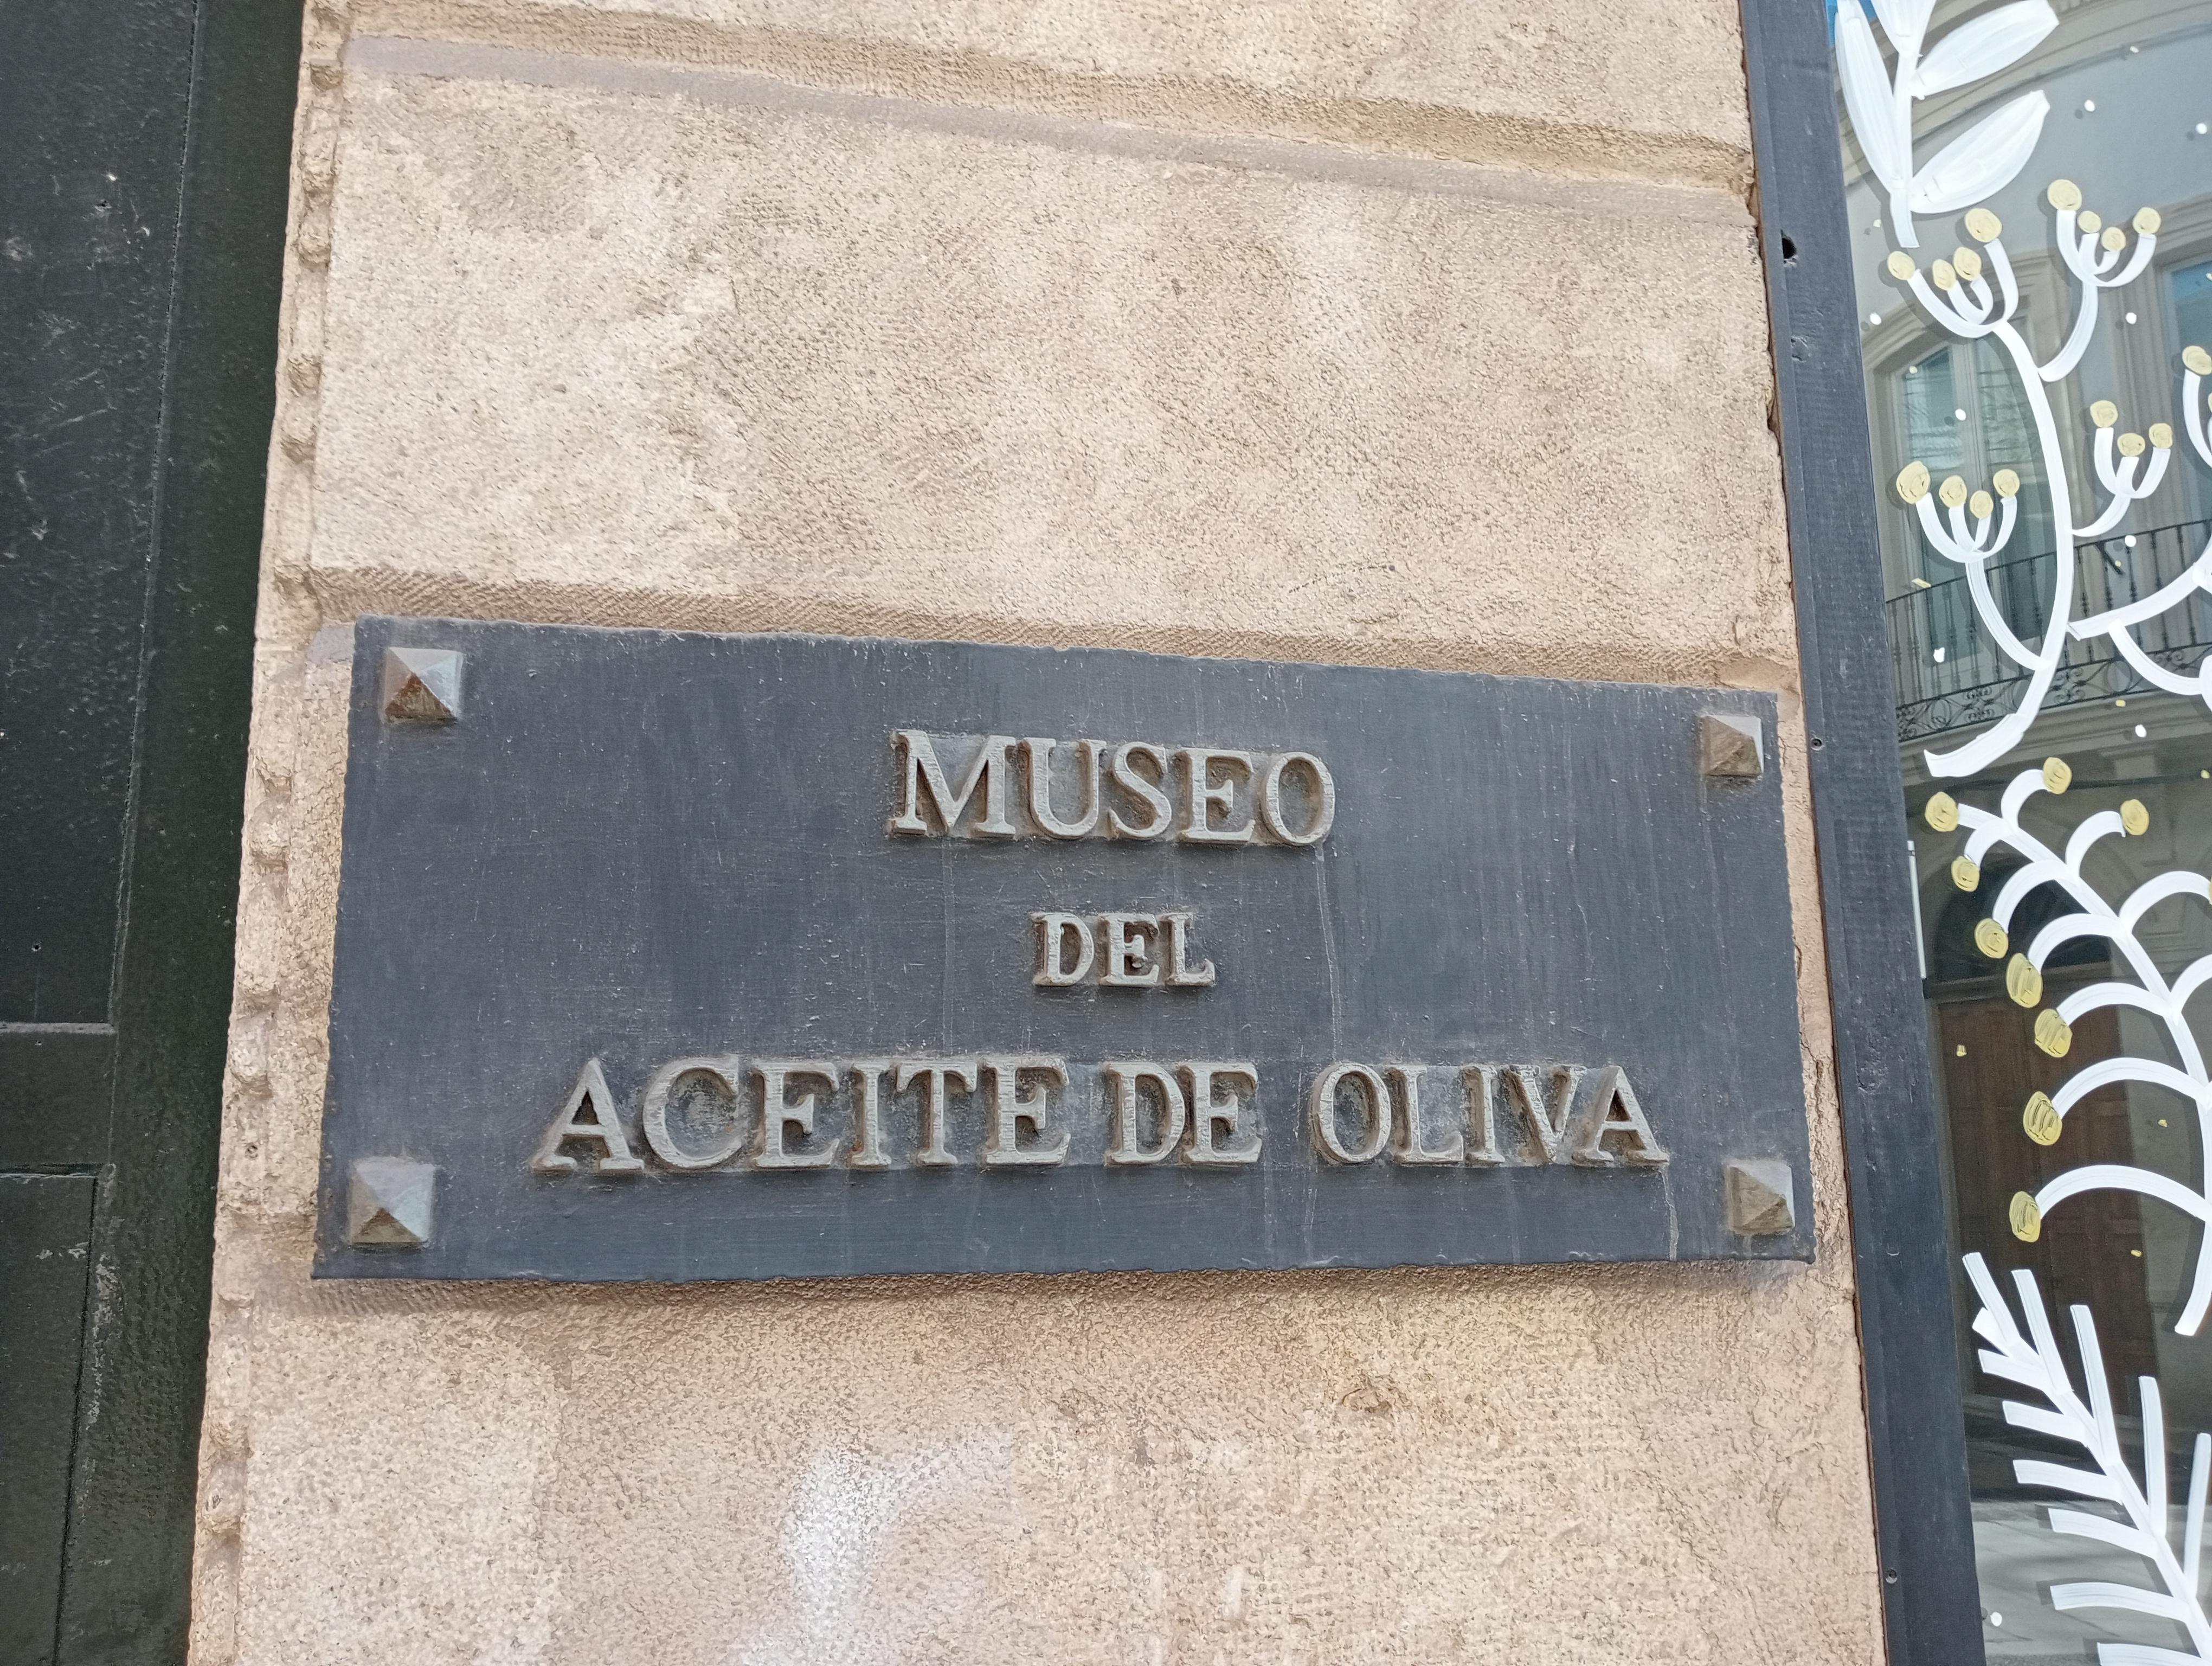 MUSEO
DEL
ACEITE DE OLIVA